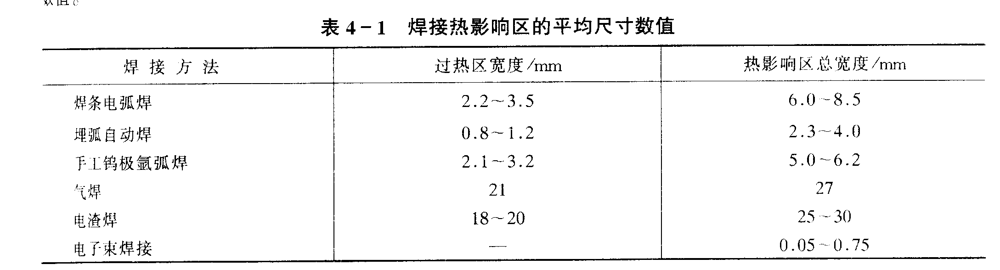 数值。
表 4-1 焊接热影响区的平均尺寸数值
焊接方法 过热区宽度/mm 热影响区总宽度/mm
焊条电弧焊 2.2~3.5 6.0~8.5
埋弧自动焊 0.8~1.2 2.3~4.0
手工钨极氩弧焊 2.1~3.2 5.0~6.2
气焊 21 27
电渣焊 18~20 25~30
电子束焊接 — 0.05~0.75